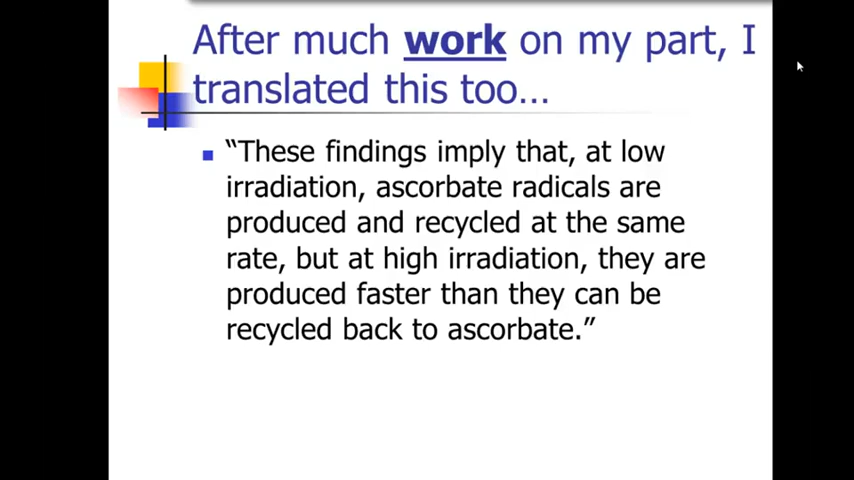 After much work on my part, I
translated this too...
“These findings imply that, at low
irradiation, ascorbate radicals are
produced and recycled at the same
rate, but at high irradiation, they are
produced faster than they can be
recycled back to ascorbate.”